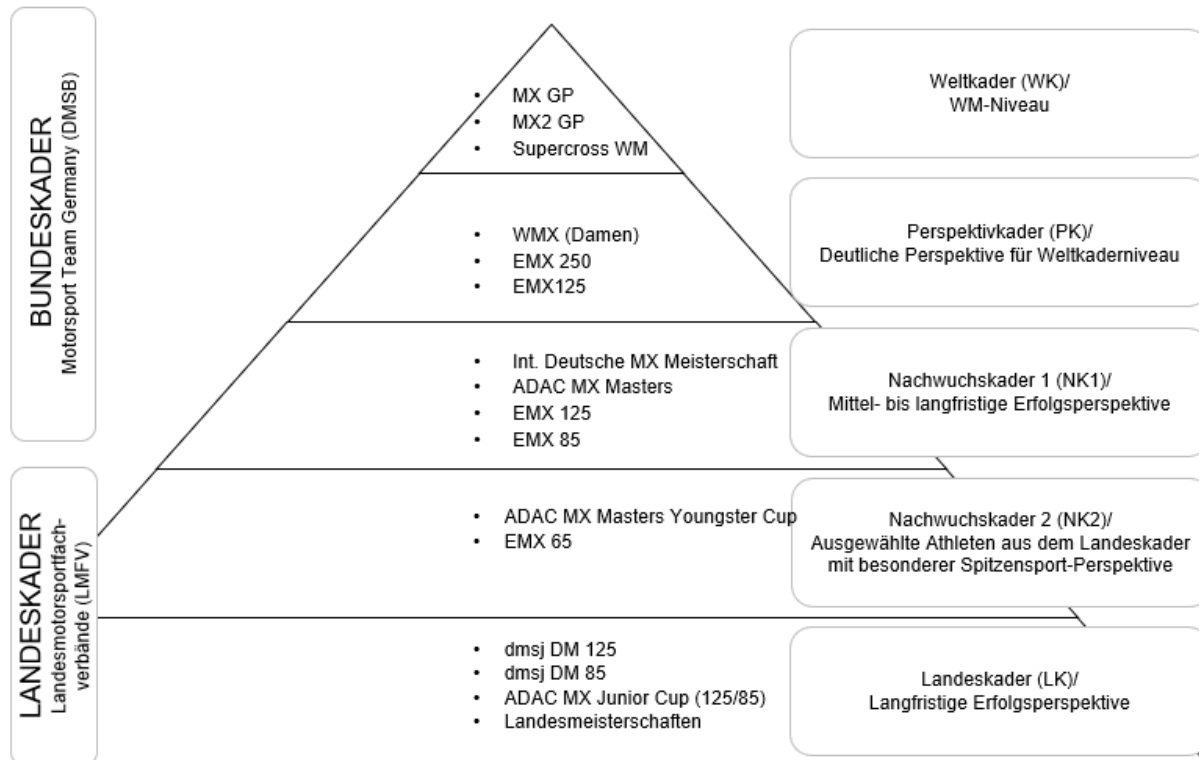 BUNDESKADER
Motorsport Team Germany (DMSB)
• MX GP
• MX2 GP
• Supercross WM
Weltkader (WK)/
WM-Niveau
• WMX (Damen)
• EMX 250
• EMX125
Perspektivkader (PK)/
Deutliche Perspektive für Weltkaderniveau
• Int. Deutsche MX Meisterschaft
• ADAC MX Masters
• EMX 125
• EMX 85
Nachwuchskader 1 (NK1)/
Mittel- bis langfristige Erfolgsperspektive
LANDESKADER
Landesmotorsportfach-
verbände (LMFV)
• ADAC MX Masters Youngster Cup
• EMX 65
Nachwuchskader 2 (NK2)/
Ausgewählte Athleten aus dem Landeskader
mit besonderer Spitzensport-Perspektive
• dmsj DM 125
• dmsj DM 85
• ADAC MX Junior Cup (125/85)
• Landesmeisterschaften
Landeskader (LK)/
Langfristige Erfolgsperspektive